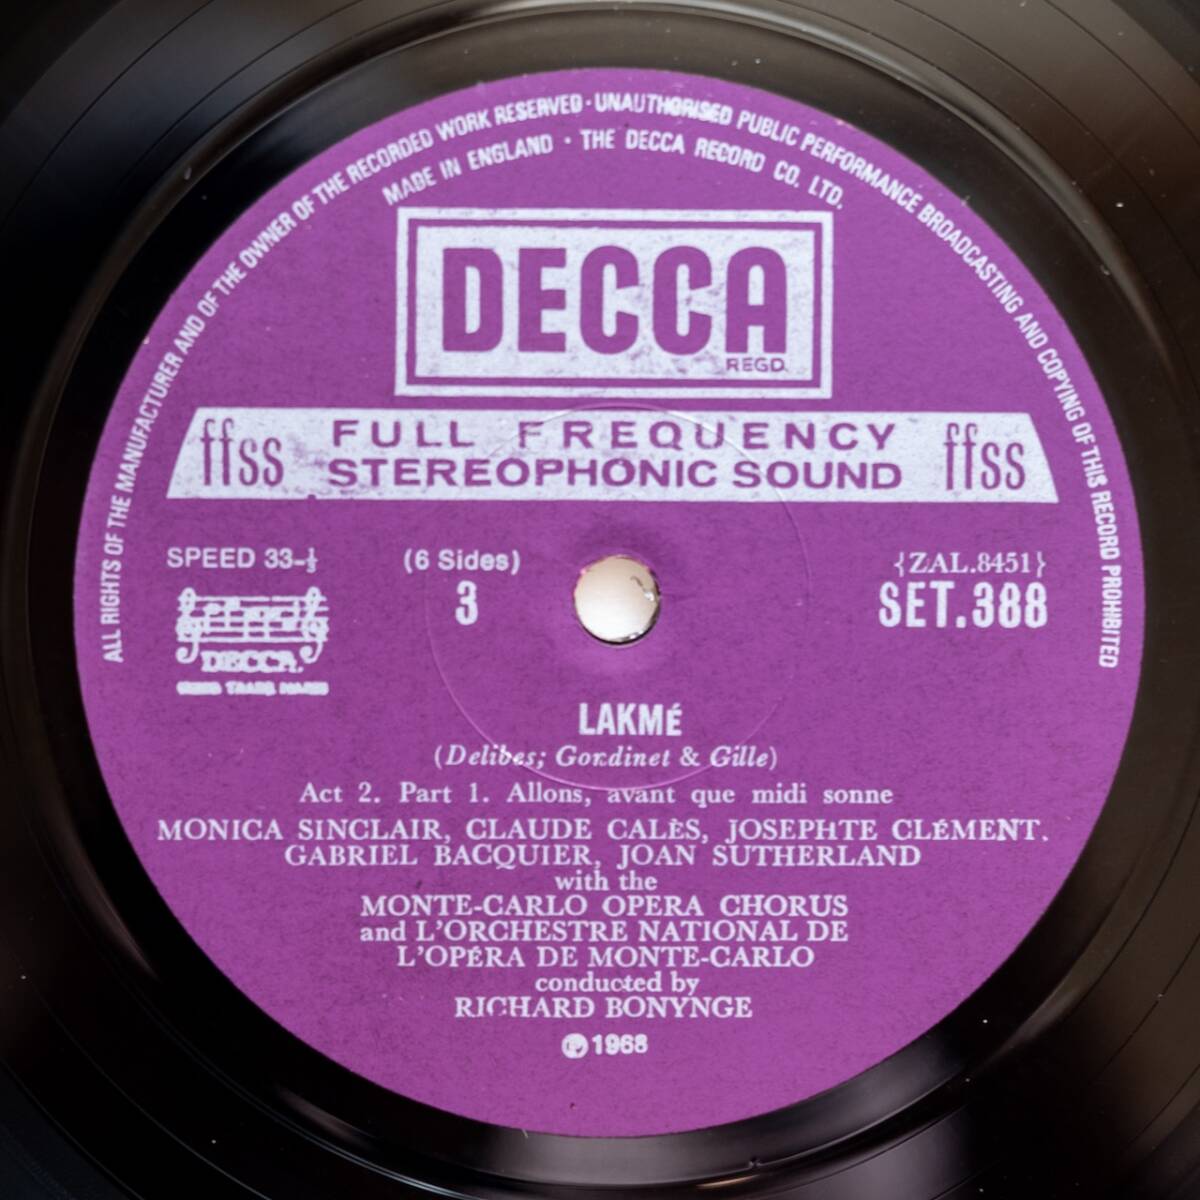 ALL RIGHTS OF THE MANUFACTURER AND OF THE OWNER OF THE RECORDED WORK RESERVED · UNAUTHORISED PUBLIC PERFORMANCE BROADCASTING AND COPYING OF THIS RECORD PROHIBITED
MADE IN ENGLAND · THE DECCA RECORD CO. LTD.
DECCA
REGD.
ffss FULL FREQUENCY STEREOPHONIC SOUND ffss
SPEED 33-⅓ (6 Sides) {ZAL.8451}
3 SET.388
DECCA.
TRADE MARKS
LAKMÉ
(Delibes; Gordinet & Gille)
Act 2. Part 1. Allons, avant que midi sonne
MONICA SINCLAIR, CLAUDE CALÈS, JOSEPHTE CLÉMENT,
GABRIEL BACQUIER, JOAN SUTHERLAND
with the
MONTE-CARLO OPERA CHORUS
and L'ORCHESTRE NATIONAL DE
L'OPÉRA DE MONTE-CARLO
conducted by
RICHARD BONYNGE
℗ 1968